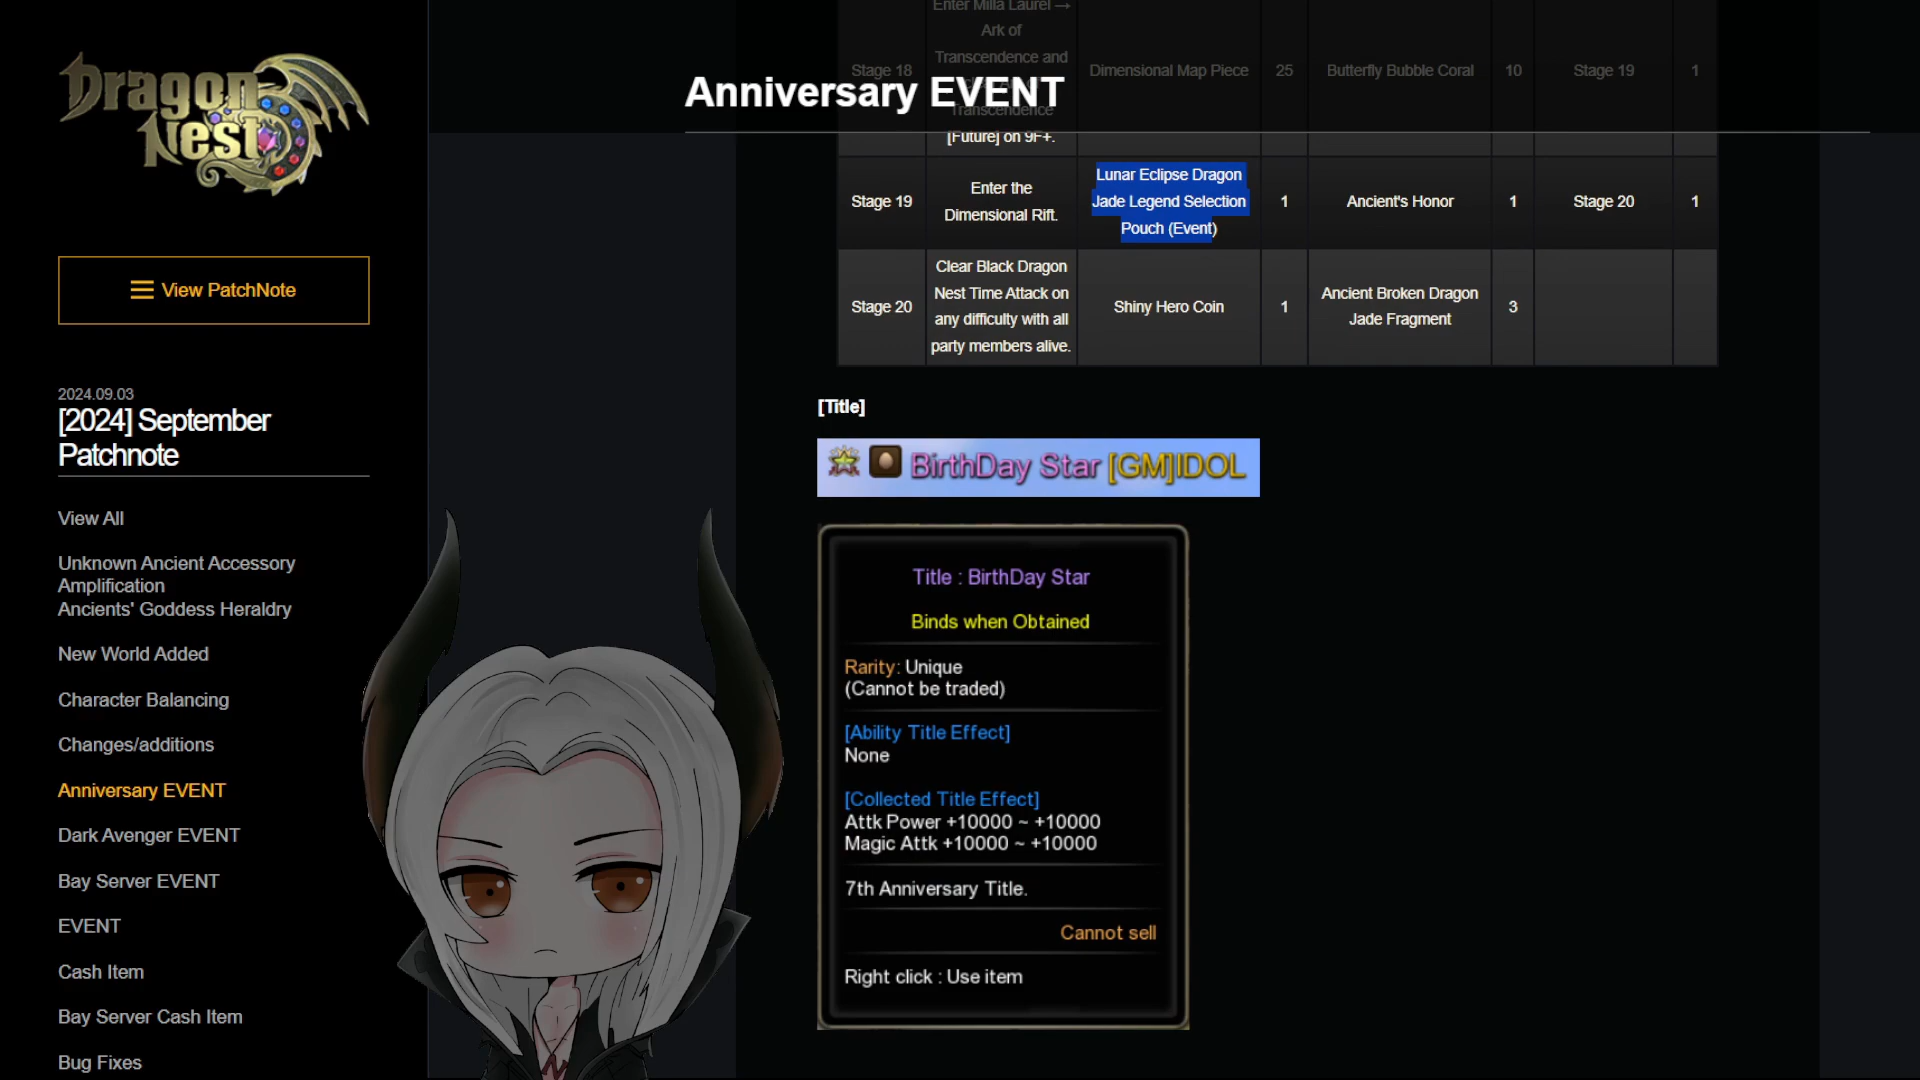 Dragon
Nest
View PatchNote
2024.09.03
[2024] September
Patchnote
View All
Unknown Ancient Accessory
Amplification
Ancients' Goddess Heraldry
New World Added
Character Balancing
Changes/additions
Anniversary EVENT
Dark Avenger EVENT
Bay Server EVENT
EVENT
Cash Item
Bay Server Cash Item
Bug Fixes
Anniversary EVENT
Stage 18
Enter Milla Laurel →
Ark of
Transcendence and
Transcendence
[Future] on 9F+.
Dimensional Map Piece
25
Butterfly Bubble Coral
10
Stage 19
1
Stage 19
Enter the
Dimensional Rift.
Lunar Eclipse Dragon
Jade Legend Selection
Pouch (Event)
1
Ancient's Honor
1
Stage 20
1
Stage 20
Clear Black Dragon
Nest Time Attack on
any difficulty with all
party members alive.
Shiny Hero Coin
1
Ancient Broken Dragon
Jade Fragment
3
[Title]
BirthDay Star [GM]IDOL
Title : BirthDay Star
Binds when Obtained
Rarity: Unique
(Cannot be traded)
[Ability Title Effect]
None
[Collected Title Effect]
Attk Power +10000 ~ +10000
Magic Attk +10000 ~ +10000
7th Anniversary Title.
Cannot sell
Right click : Use item